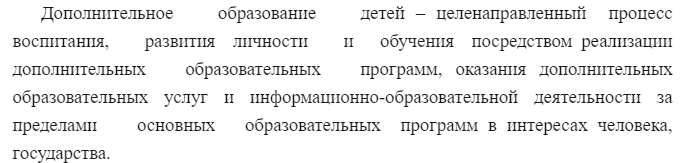 Дополнительное образование детей – целенаправленный процесс
воспитания, развития личности и обучения посредством реализации
дополнительных образовательных программ, оказания дополнительных
образовательных услуг и информационно-образовательной деятельности за
пределами основных образовательных программ в интересах человека,
государства.